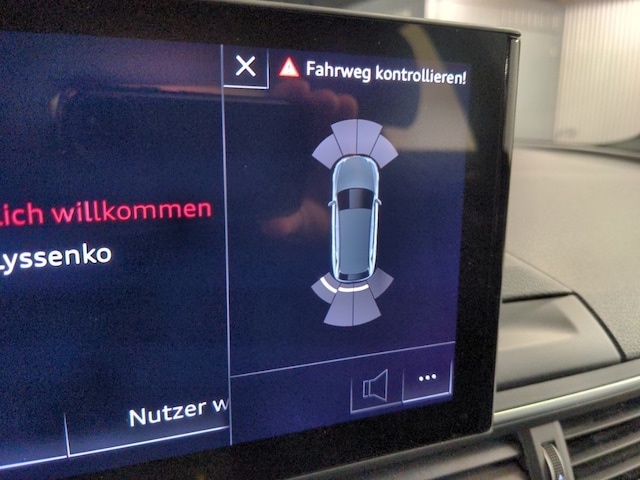 Fahrweg kontrollieren!
lich willkommen
Lyssenko
Nutzer w